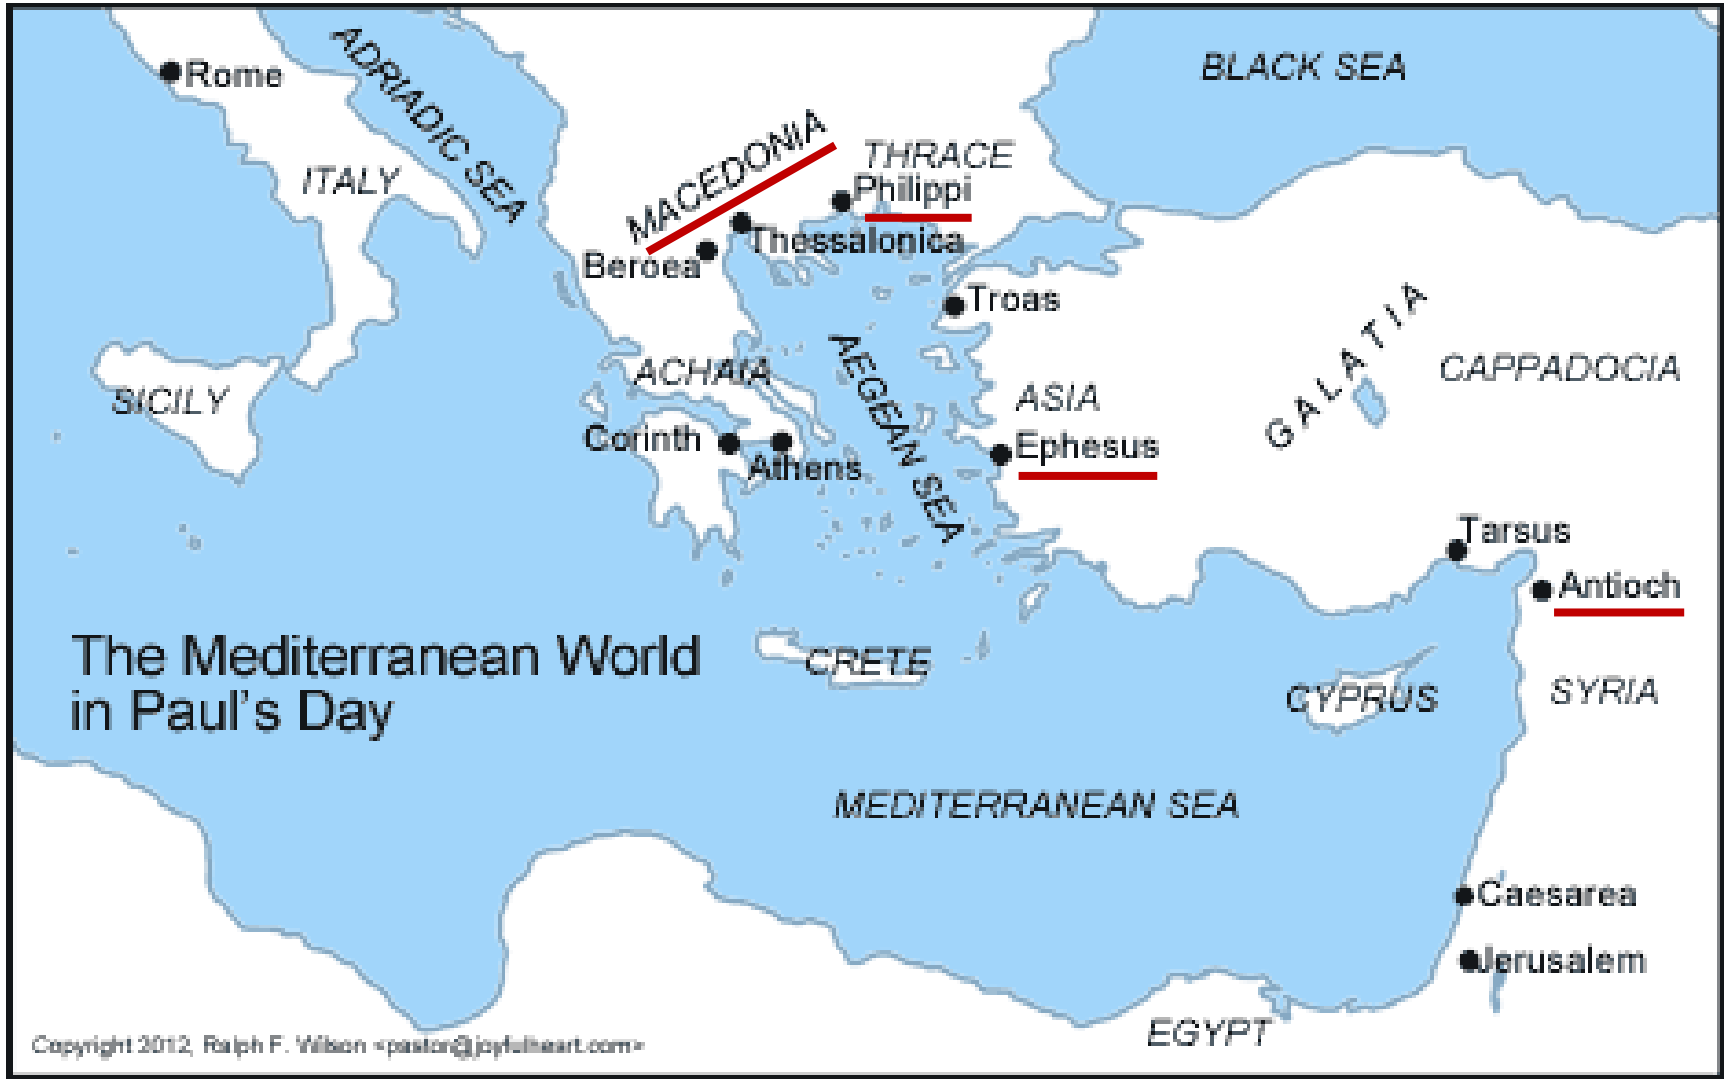 BLACK SEA
ADRIADIC SEA
Rome
ITALY
MACEDONIA
THRACE
Philippi
Thessalonica
Beroea
Troas
GALATIA
CAPPADOCIA
AEGEAN SEA
ACHAIA
SICILY
ASIA
Corinth
Athens
Ephesus
Tarsus
Antioch
The Mediterranean World
in Paul's Day
CRETE
CYPRUS
SYRIA
MEDITERRANEAN SEA
Caesarea
Jerusalem
EGYPT
Copyright 2012, Ralph F. Wilson <pastor@joyfulheart.com>